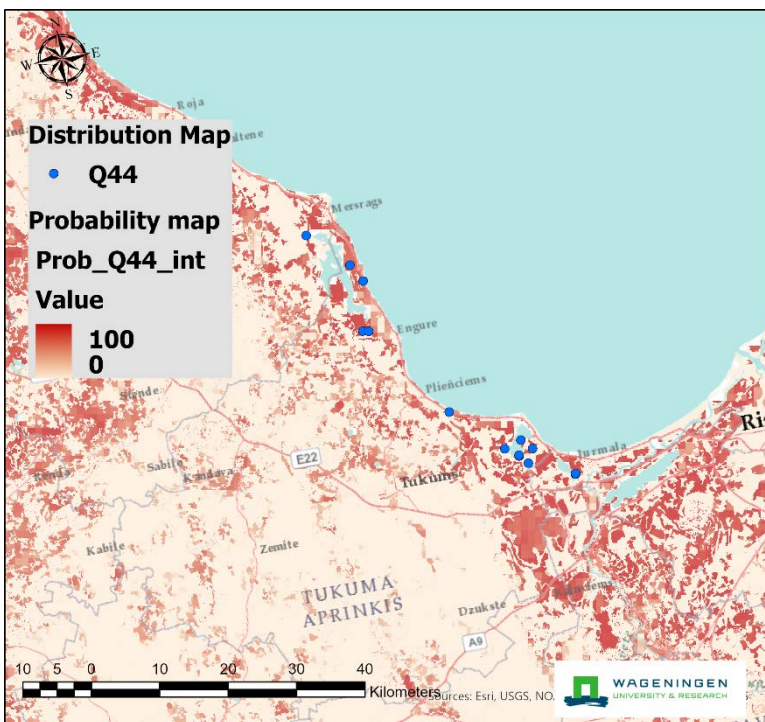 N
W E
S
Roja
Distribution Map
Q44
Probability map
Prob_Q44_int
Value
100
0
Mersrags
Engure
Plieņciems
Stende
Jurmala
Sabile
Kandava
E22
Tukums
Kabile
Zemite
TUKUMA
APRINKIS
Dzukste
Kalnciems
A9
10 5 0 10 20 30 40
Kilometers
Sources: Esri, USGS, NO
WAGENINGEN
UNIVERSITY & RESEARCH